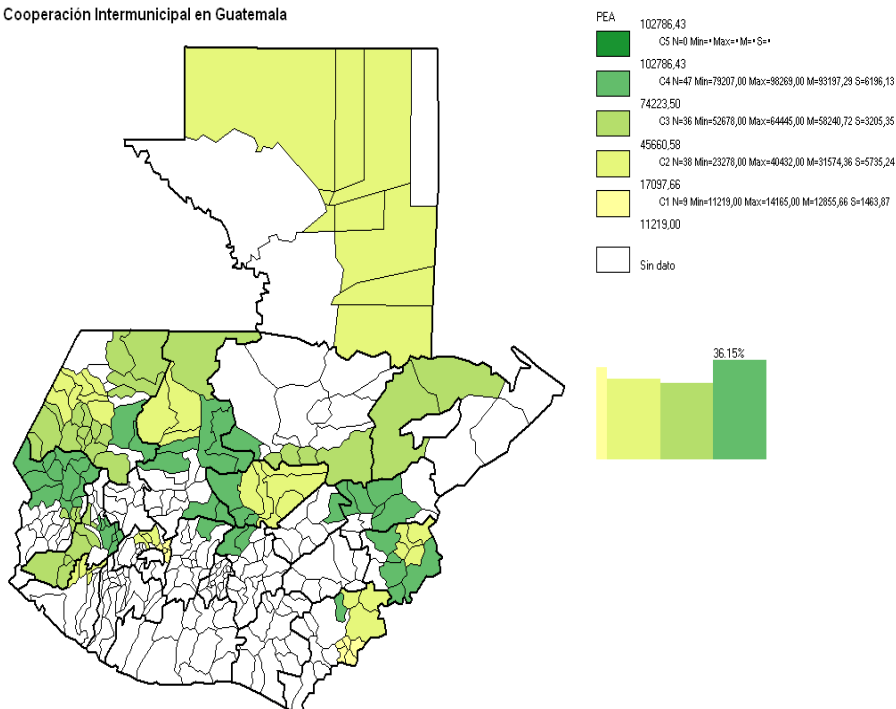 Cooperación Intermunicipal en Guatemala
PEA
102786,43
C5 N=0 Min=* Max=* M=* S=*
102786,43
C4 N=47 Min=79207,00 Max=98269,00 M=93197,29 S=6196,13
74223,50
C3 N=36 Min=52678,00 Max=64445,00 M=58240,72 S=3205,35
45660,58
C2 N=38 Min=23278,00 Max=40432,00 M=31574,36 S=5735,24
17097,66
C1 N=9 Min=11219,00 Max=14165,00 M=12855,66 S=1463,87
11219,00
Sin dato
36.15%